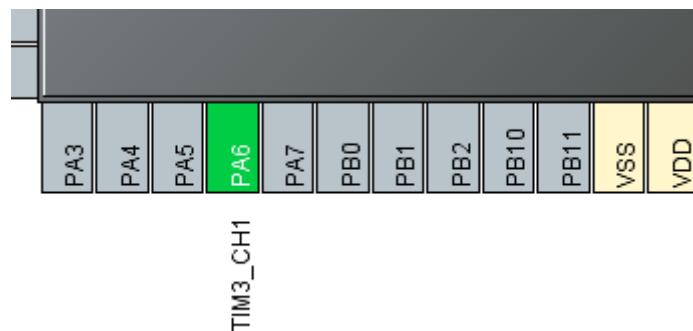 PA3
PA4
PA5
PA6
PA7
PB0
PB1
PB2
PB10
PB11
VSS
VDD
TIM3_CH1